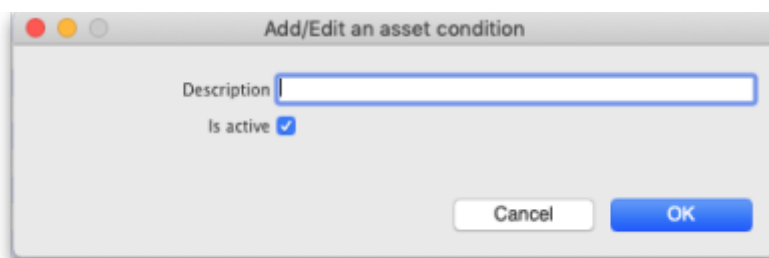 Add/Edit an asset condition
Description
Is active
Cancel OK